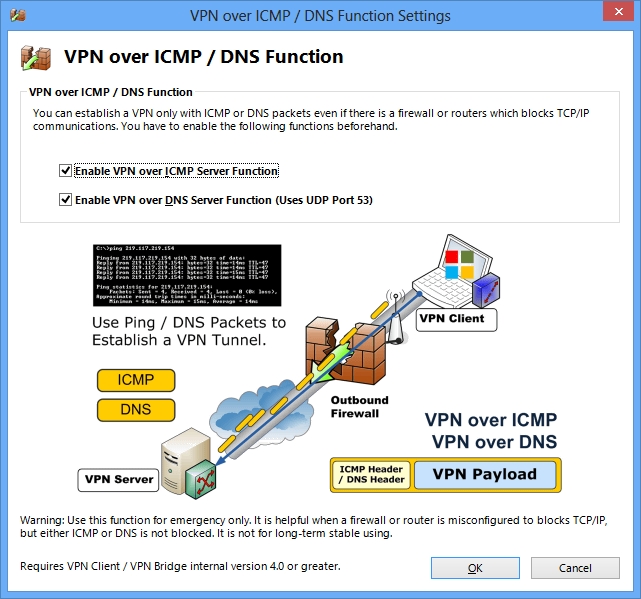 VPN over ICMP / DNS Function Settings
VPN over ICMP / DNS Function
VPN over ICMP / DNS Function
You can establish a VPN only with ICMP or DNS packets even if there is a firewall or routers which blocks TCP/IP
communications. You have to enable the following functions beforehand.
Enable VPN over ICMP Server Function
Enable VPN over DNS Server Function (Uses UDP Port 53)
C:\>ping 219.117.219.154
Pinging 219.117.219.154 with 32 bytes of data:
Reply from 219.117.219.154: bytes=32 time=14ms TTL=47
Reply from 219.117.219.154: bytes=32 time=15ms TTL=47
Reply from 219.117.219.154: bytes=32 time=14ms TTL=47
Reply from 219.117.219.154: bytes=32 time=14ms TTL=47
Ping statistics for 219.117.219.154:
Packets: Sent = 4, Received = 4, Lost = 0 (0% loss),
Approximate round trip times in milli-seconds:
Minimum = 14ms, Maximum = 15ms, Average = 14ms
Use Ping / DNS Packets to
Establish a VPN Tunnel.
VPN Client
ICMP
DNS
Outbound
Firewall
VPN over ICMP
VPN over DNS
VPN Server
ICMP Header
/ DNS Header
VPN Payload
Warning: Use this function for emergency only. It is helpful when a firewall or router is misconfigured to blocks TCP/IP,
but either ICMP or DNS is not blocked. It is not for long-term stable using.
Requires VPN Client / VPN Bridge internal version 4.0 or greater.
OK
Cancel